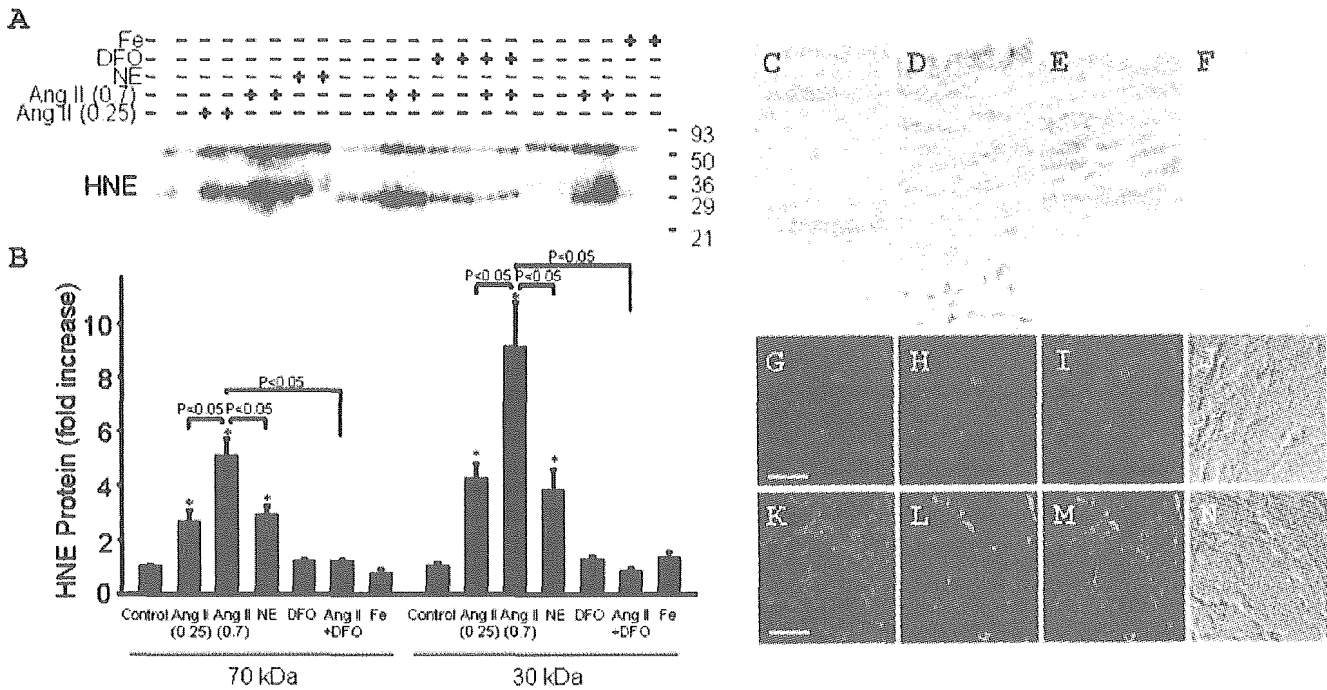 A
Fe - - - - - - - - - - - - - - - - - - - - + +
DFO - - - - - - - - - - - + + + + - - - - - -
NE - - - - - - + + - - - - - - - - - - - - - -
Ang II (0.7) - - - - + + - - - - + + - - + + - - + + - -
Ang II (0.25) - - + + - - - - - - - - - - - - - - - - - -
HNE
93
50
36
29
21
B
HNE Protein (fold increase)
10
8
6
4
2
0
P<0.05
P<0.05 P<0.05
P<0.05
P<0.05 P<0.05
* * *
* * *
Control Ang II (0.25) Ang II (0.7) NE DFO Ang II +DFO Fe
Control Ang II (0.25) Ang II (0.7) NE DFO Ang II +DFO Fe
70 kDa
30 kDa
C D E F
G H I J
K L M N